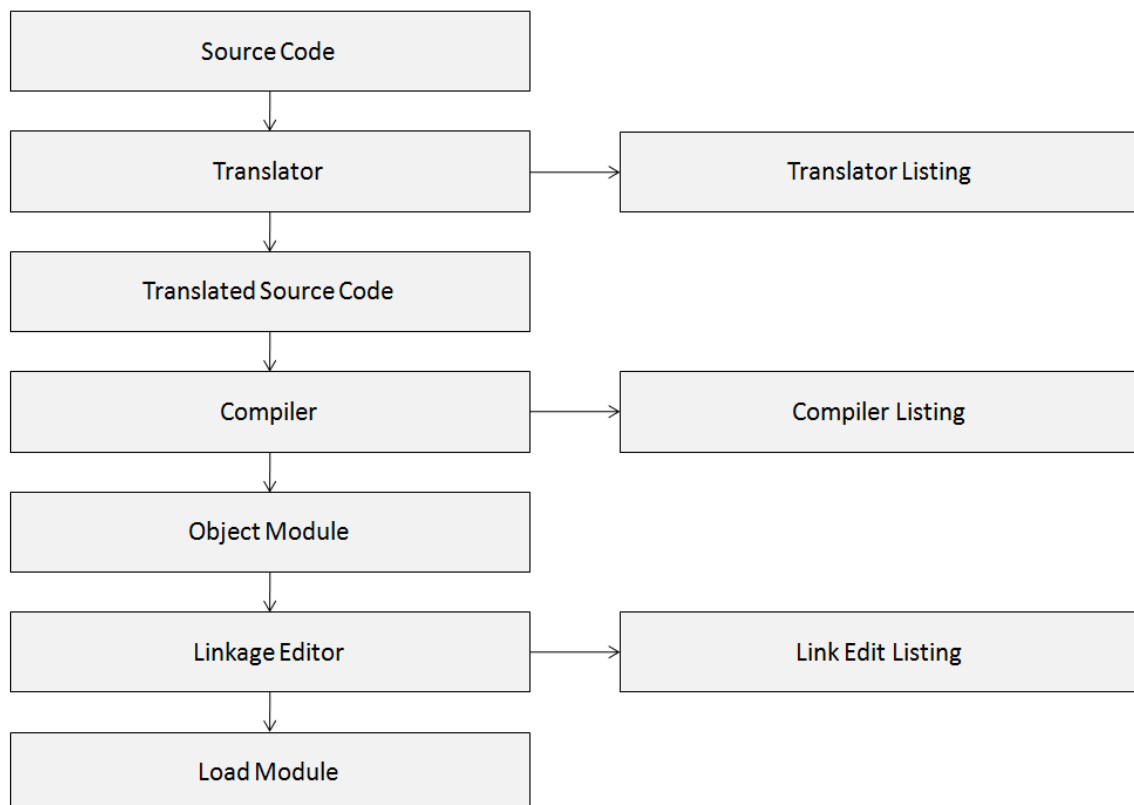 Source Code
Translator
Translator Listing
Translated Source Code
Compiler
Compiler Listing
Object Module
Linkage Editor
Link Edit Listing
Load Module